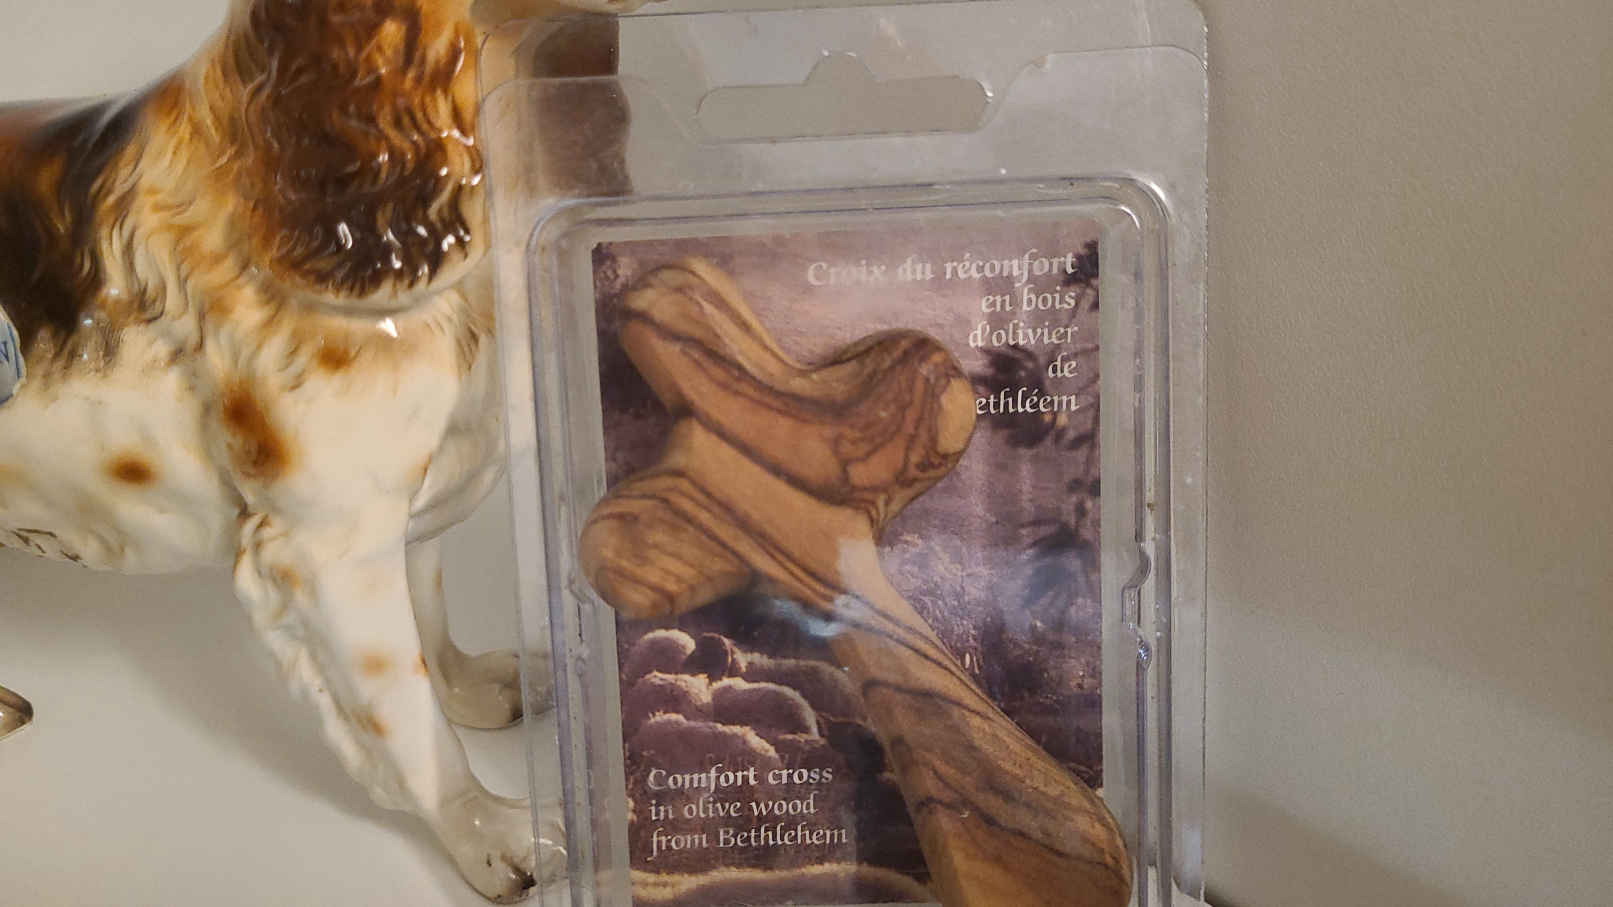 Croix du réconfort
en bois
d'olivier
de
ethléem
Comfort cross
in olive wood
from Bethlehem